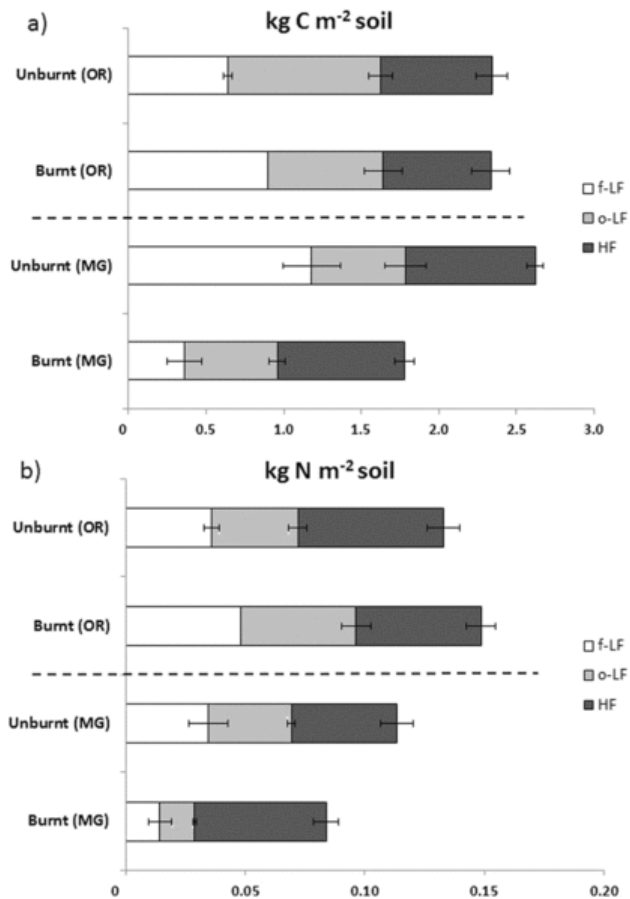 a)
kg C m⁻² soil
Unburnt (OR)
Burnt (OR)
Unburnt (MG)
Burnt (MG)
f-LF
o-LF
HF
0 0.5 1.0 1.5 2.0 2.5 3.0
b)
kg N m⁻² soil
Unburnt (OR)
Burnt (OR)
Unburnt (MG)
Burnt (MG)
f-LF
o-LF
HF
0 0.05 0.10 0.15 0.20